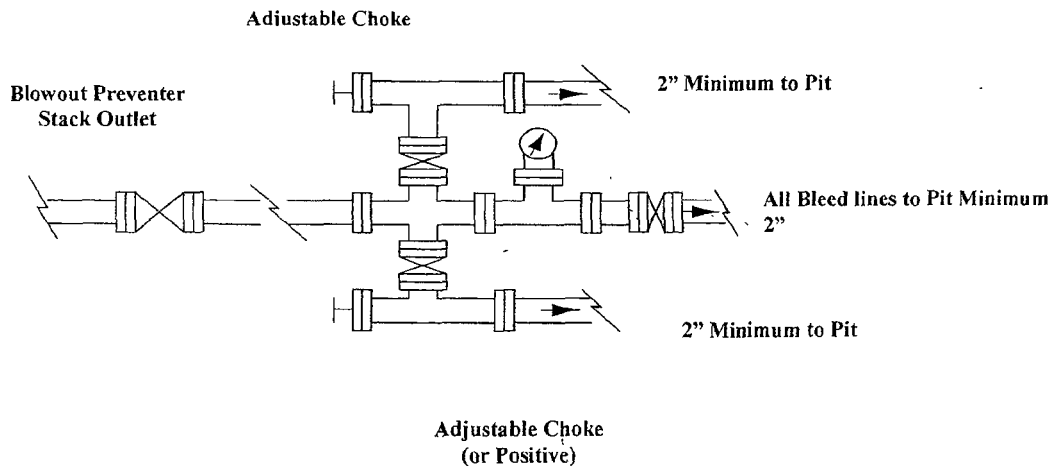 Adjustable Choke
2” Minimum to Pit
Blowout Preventer
Stack Outlet
All Bleed lines to Pit Minimum
2”
2” Minimum to Pit
Adjustable Choke
(or Positive)